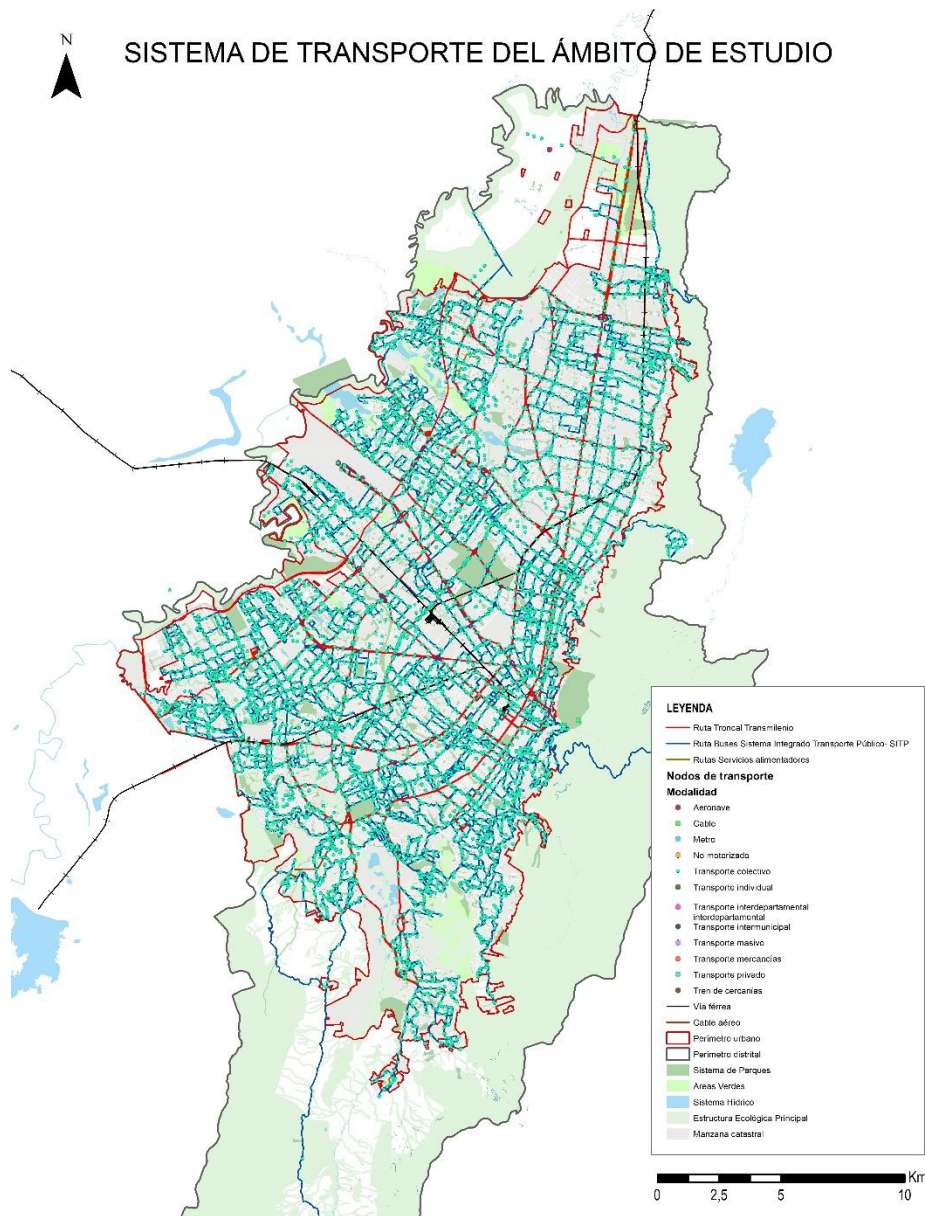 N
SISTEMA DE TRANSPORTE DEL ÁMBITO DE ESTUDIO
LEYENDA
Ruta Troncal Transmilenio
Ruta Buses Sistema Integrado Transporte Público- SITP
Rutas Servicios alimentadores
Nodos de transporte
Modalidad
Aeronave
Cable
Metro
No motorizado
Transporte colectivo
Transporte individual
Transporte interdepartamental
interdepartamental
Transporte intermunicipal
Transporte masivo
Transporte mercancías
Transporte privado
Tren de cercanías
Vía férrea
Cable aéreo
Perímetro urbano
Perímetro distrital
Sistema de Parques
Areas Verdes
Sistema Hídrico
Estructura Ecológica Principal
Manzana catastral
Km
0 2,5 5 10